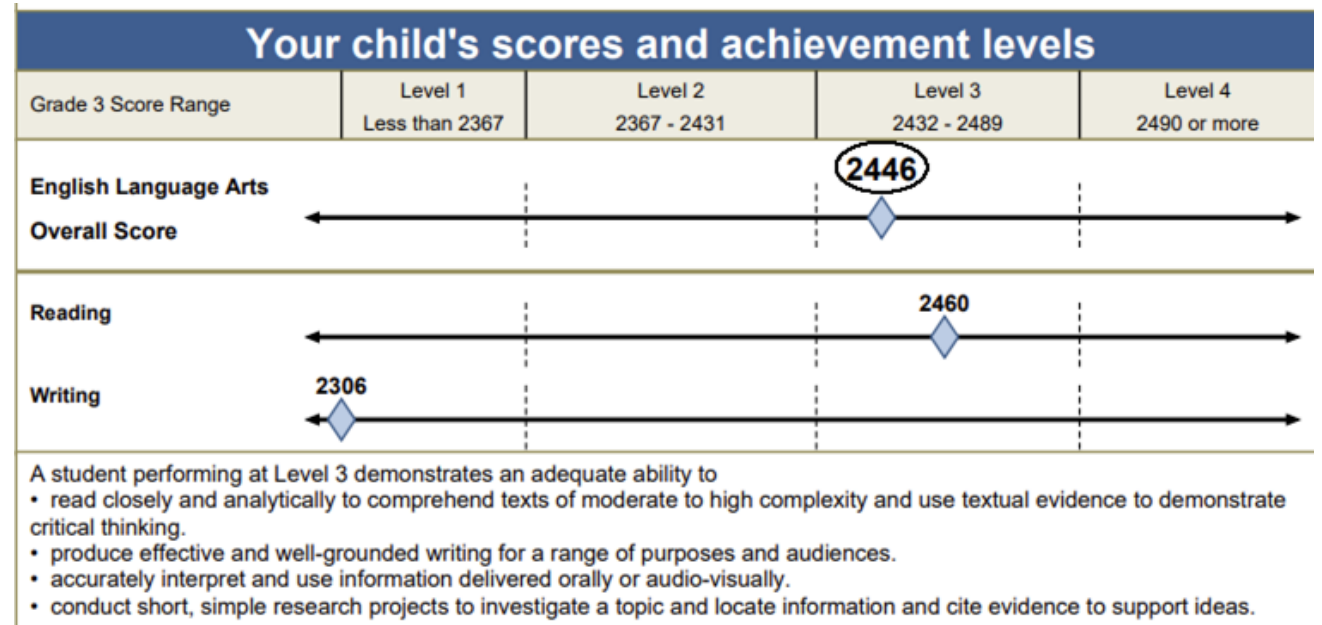 Your child's scores and achievement levels
Grade 3 Score Range
Level 1
Less than 2367
Level 2
2367 - 2431
Level 3
2432 - 2489
Level 4
2490 or more
English Language Arts
Overall Score
2446
Reading
2460
Writing
2306
A student performing at Level 3 demonstrates an adequate ability to
• read closely and analytically to comprehend texts of moderate to high complexity and use textual evidence to demonstrate
critical thinking.
• produce effective and well-grounded writing for a range of purposes and audiences.
• accurately interpret and use information delivered orally or audio-visually.
• conduct short, simple research projects to investigate a topic and locate information and cite evidence to support ideas.